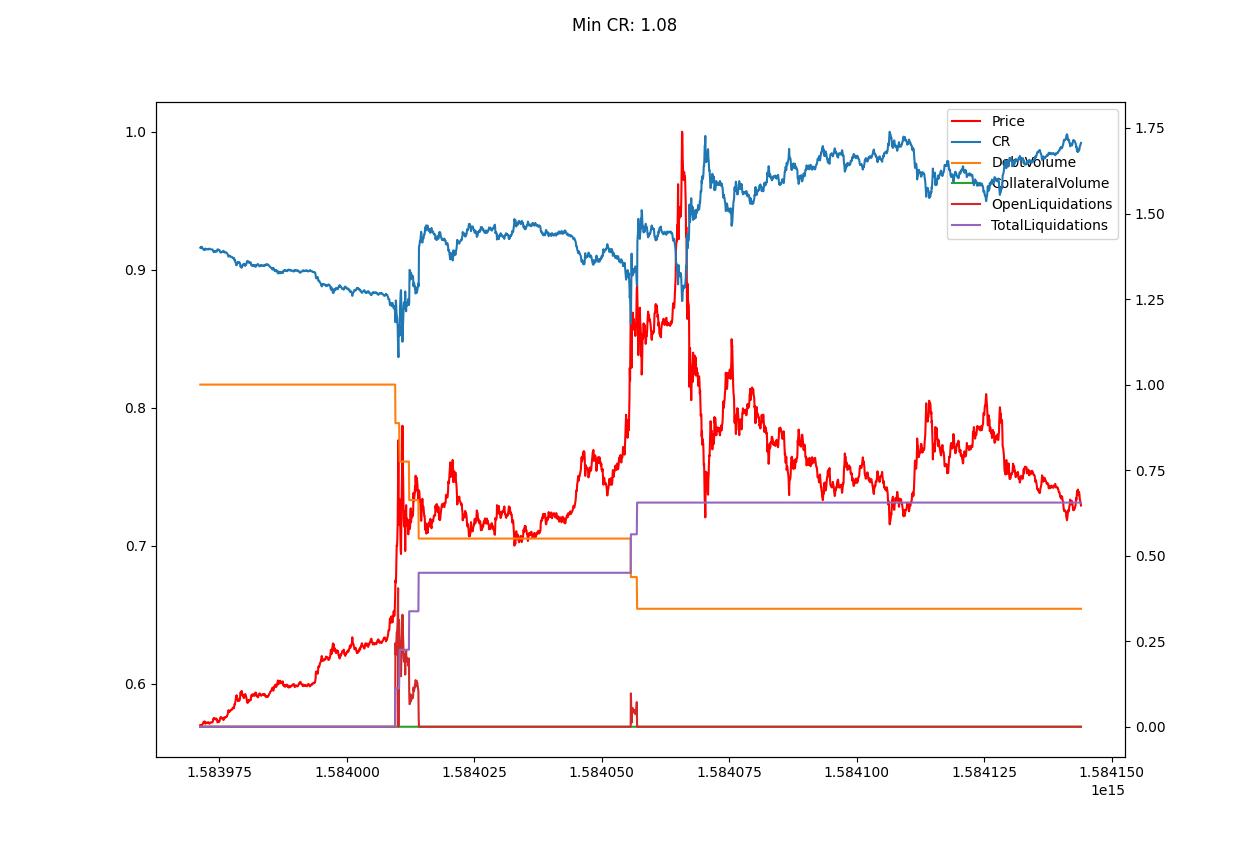 Min CR: 1.08
1.0
0.9
0.8
0.7
0.6
1.75
1.50
1.25
1.00
0.75
0.50
0.25
0.00
Price
CR
DebtVolume
CollateralVolume
OpenLiquidations
TotalLiquidations
1.583975 1.584000 1.584025 1.584050 1.584075 1.584100 1.584125 1.584150
1e15